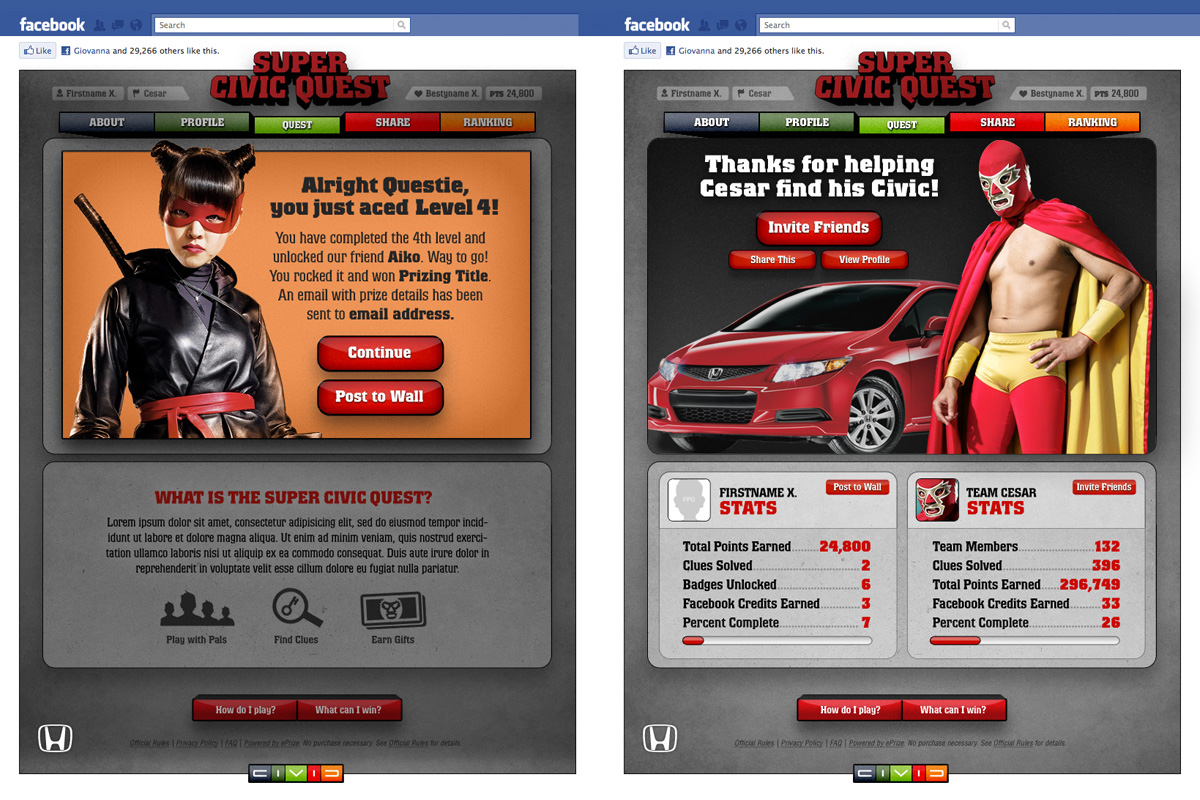 facebook
Search
Like
Giovanna and 29,266 others like this.
SUPER
CIVIC QUEST
Firstname X.
Cesar
Bestyname X.
PTS 24,800
ABOUT
PROFILE
QUEST
SHARE
RANKING
Alright Questie,
you just aced Level 4!
You have completed the 4th level and
unlocked our friend Aiko. Way to go!
You rocked it and won Prizing Title.
An email with prize details has been
sent to email address.
Continue
Post to Wall
WHAT IS THE SUPER CIVIC QUEST?
Lorem ipsum dolor sit amet, consectetur adipisicing elit, sed do eiusmod tempor incid-
idunt ut labore et dolore magna aliqua. Ut enim ad minim veniam, quis nostrud exerci-
tation ullamco laboris nisi ut aliquip ex ea commodo consequat. Duis aute irure dolor in
reprehenderit in voluptate velit esse cillum dolore eu fugiat nulla pariatur.
Play with Pals
Find Clues
Earn Gifts
How do I play?
What can I win?
Official Rules | Privacy Policy | FAQ | Powered by ePrize. No purchase necessary. See Official Rules for details.
CIVIC
facebook
Search
Like
Giovanna and 29,266 others like this.
SUPER
CIVIC QUEST
Firstname X.
Cesar
Bestyname X.
PTS 24,800
ABOUT
PROFILE
QUEST
SHARE
RANKING
Thanks for helping
Cesar find his Civic!
Invite Friends
Share This
View Profile
FPO
FIRSTNAME X.
STATS
Post to Wall
Total Points Earned 24,800
Clues Solved 2
Badges Unlocked 6
Facebook Credits Earned 3
Percent Complete 7
TEAM CESAR
STATS
Invite Friends
Team Members 132
Clues Solved 396
Total Points Earned 296,749
Facebook Credits Earned 33
Percent Complete 26
How do I play?
What can I win?
Official Rules | Privacy Policy | FAQ | Powered by ePrize. No purchase necessary. See Official Rules for details.
CIVIC